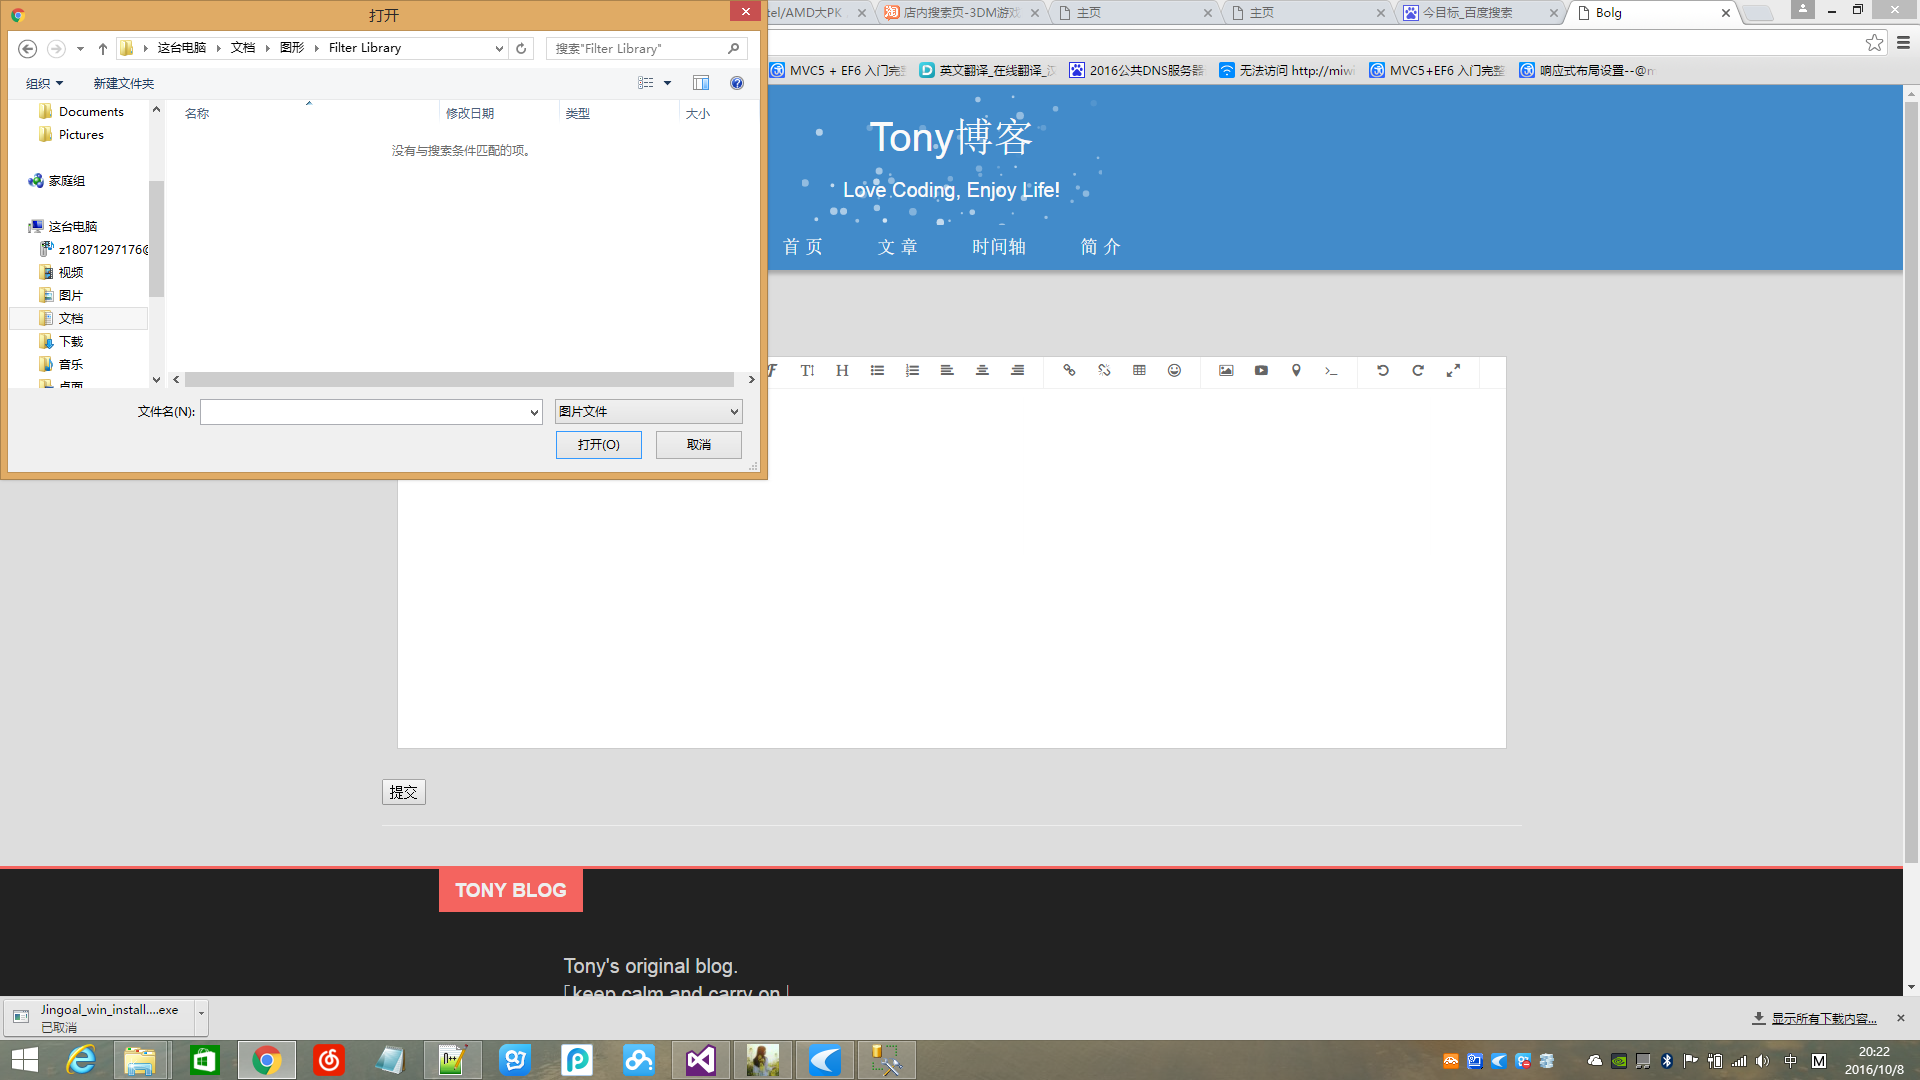 打开
这台电脑 文档 图形 Filter Library
搜索"Filter Library"
组织 新建文件夹
名称 修改日期 类型 大小
没有与搜索条件匹配的项。
Documents
Pictures
家庭组
这台电脑
z18071297176@
视频
图片
文档
下载
音乐
桌面
文件名(N): 图片文件
打开(O) 取消
tel/AMD大PK 店内搜索页-3DM游戏 主页 主页 今目标_百度搜索 Bolg
MVC5 + EF6 入门完整 英文翻译_在线翻译_汉 2016公共DNS服务器 无法访问 http://miwi MVC5+EF6 入门完整 响应式布局设置--@m
Tony博客
Love Coding, Enjoy Life!
首 页 文 章 时间轴 简 介
提交
TONY BLOG
Tony's original blog.
keep calm and carry on
Jingoal_win_install....exe
已取消
显示所有下载内容...
中 M
20:22
2016/10/8